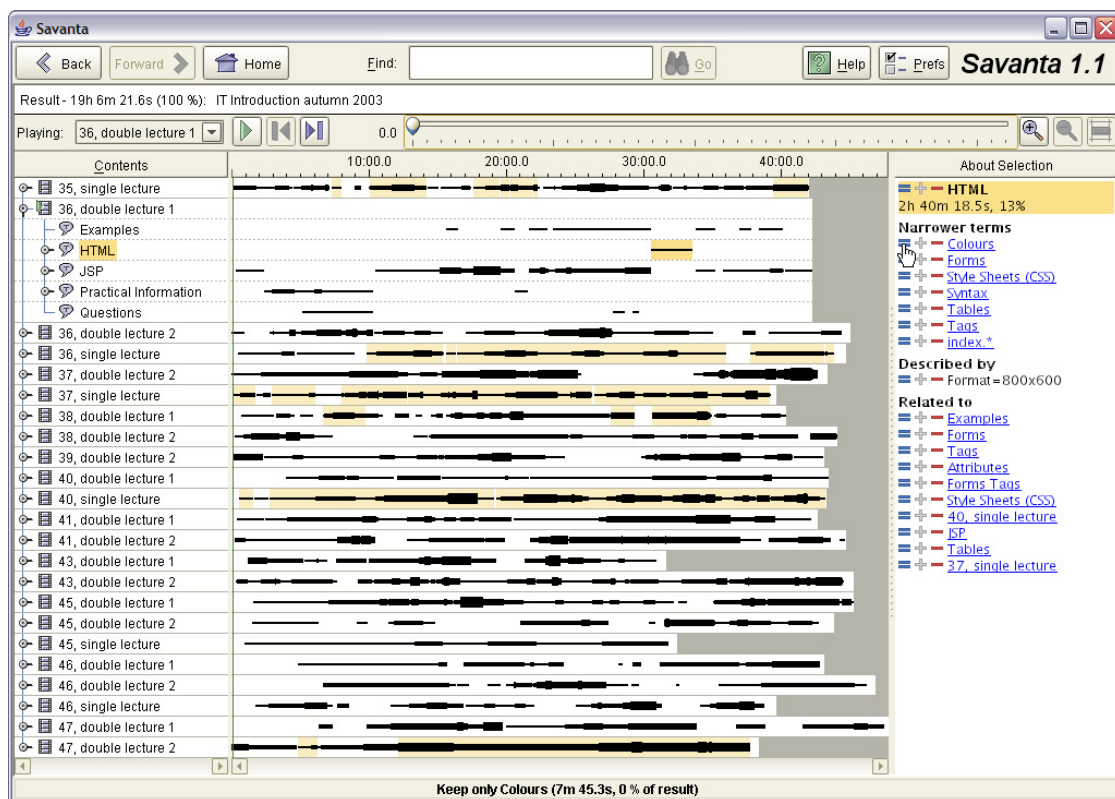 Savanta
Back Forward Home Find: Go Help Prefs Savanta 1.1
Result - 19h 6m 21.6s (100 %): IT Introduction autumn 2003
Playing: 36, double lecture 1 0.0
Contents 10:00.0 20:00.0 30:00.0 40:00.0 About Selection
35, single lecture
36, double lecture 1
Examples
HTML
JSP
Practical Information
Questions
36, double lecture 2
36, single lecture
37, double lecture 2
37, single lecture
38, double lecture 1
38, double lecture 2
39, double lecture 2
40, double lecture 1
40, single lecture
41, double lecture 1
41, double lecture 2
43, double lecture 1
43, double lecture 2
45, double lecture 1
45, double lecture 2
45, single lecture
46, double lecture 1
46, double lecture 2
46, single lecture
47, double lecture 1
47, double lecture 2
HTML
2h 40m 18.5s, 13%
Narrower terms
Colours
Forms
Style Sheets (CSS)
Syntax
Tables
Tags
index.*
Described by
Format=800x600
Related to
Examples
Forms
Tags
Attributes
Forms Tags
Style Sheets (CSS)
40, single lecture
JSP
Tables
37, single lecture
Keep only Colours (7m 45.3s, 0 % of result)